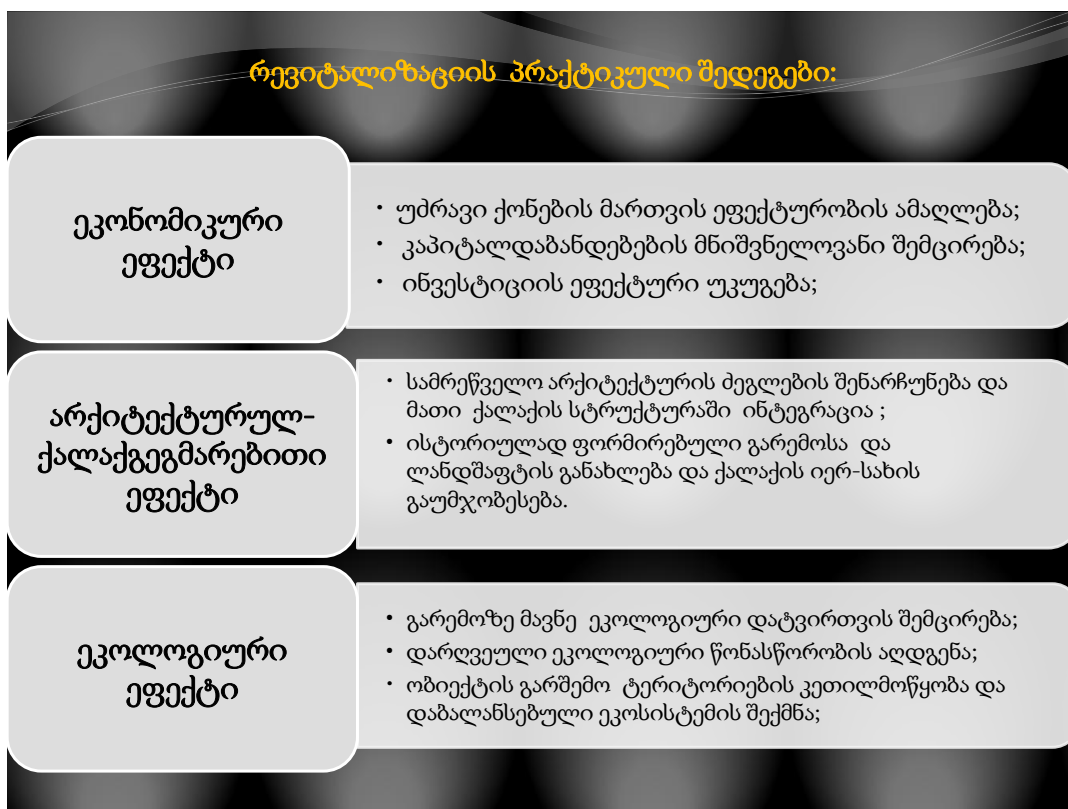 რევიტალიზაციის პრაქტიკული შედეგები:
ეკონომიკური
ეფექტი
• უძრავი ქონების მართვის ეფექტურობის ამაღლება;
• კაპიტალდაბანდებების მნიშვნელოვანი შემცირება;
• ინვესტიციის ეფექტური უკუგება;
არქიტექტურულ-
ქალაქგეგმარებითი
ეფექტი
• სამრეწველო არქიტექტურის ძეგლების შენარჩუნება და
მათი ქალაქის სტრუქტურაში ინტეგრაცია ;
• ისტორიულად ფორმირებული გარემოსა და
ლანდშაფტის განახლება და ქალაქის იერ-სახის
გაუმჯობესება.
ეკოლოგიური
ეფექტი
• გარემოზე მავნე ეკოლოგიური დატვირთვის შემცირება;
• დარღვეული ეკოლოგიური წონასწორობის აღდგენა;
• ობიექტის გარშემო ტერიტორიების კეთილმოწყობა და
დაბალანსებული ეკოსისტემის შექმნა;